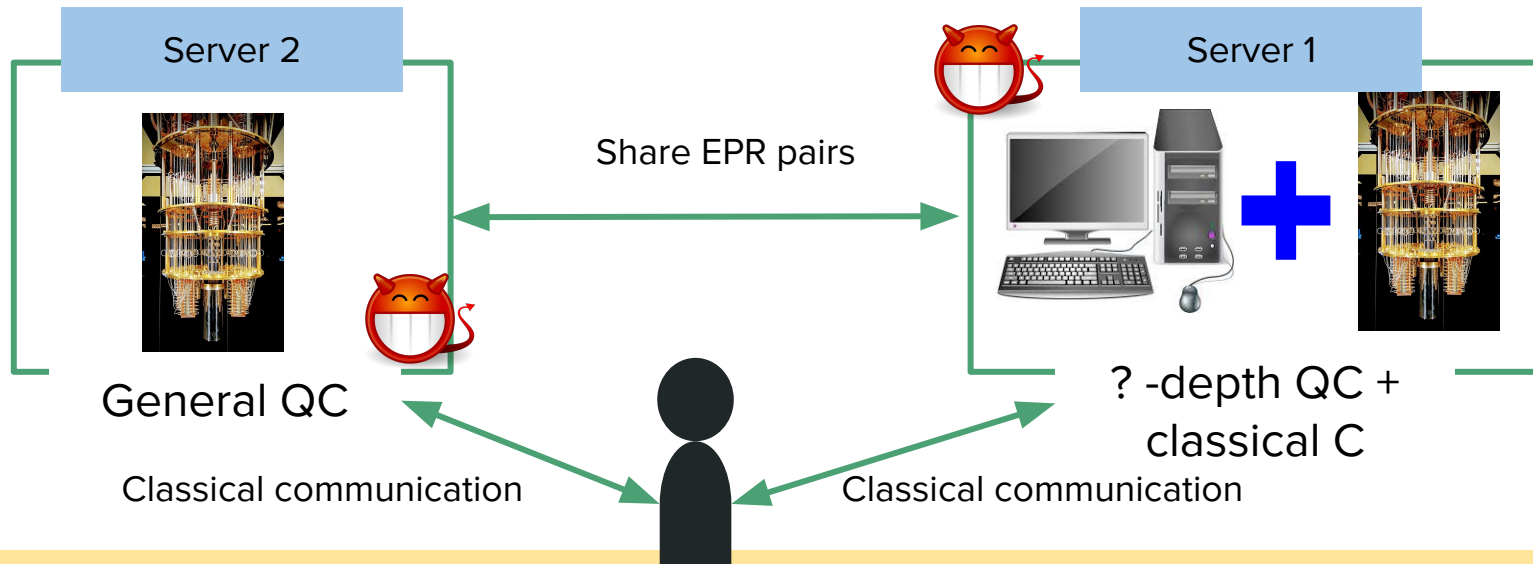 Server 2
Server 1
Share EPR pairs
General QC
? -depth QC +
classical C
Classical communication
Classical communication